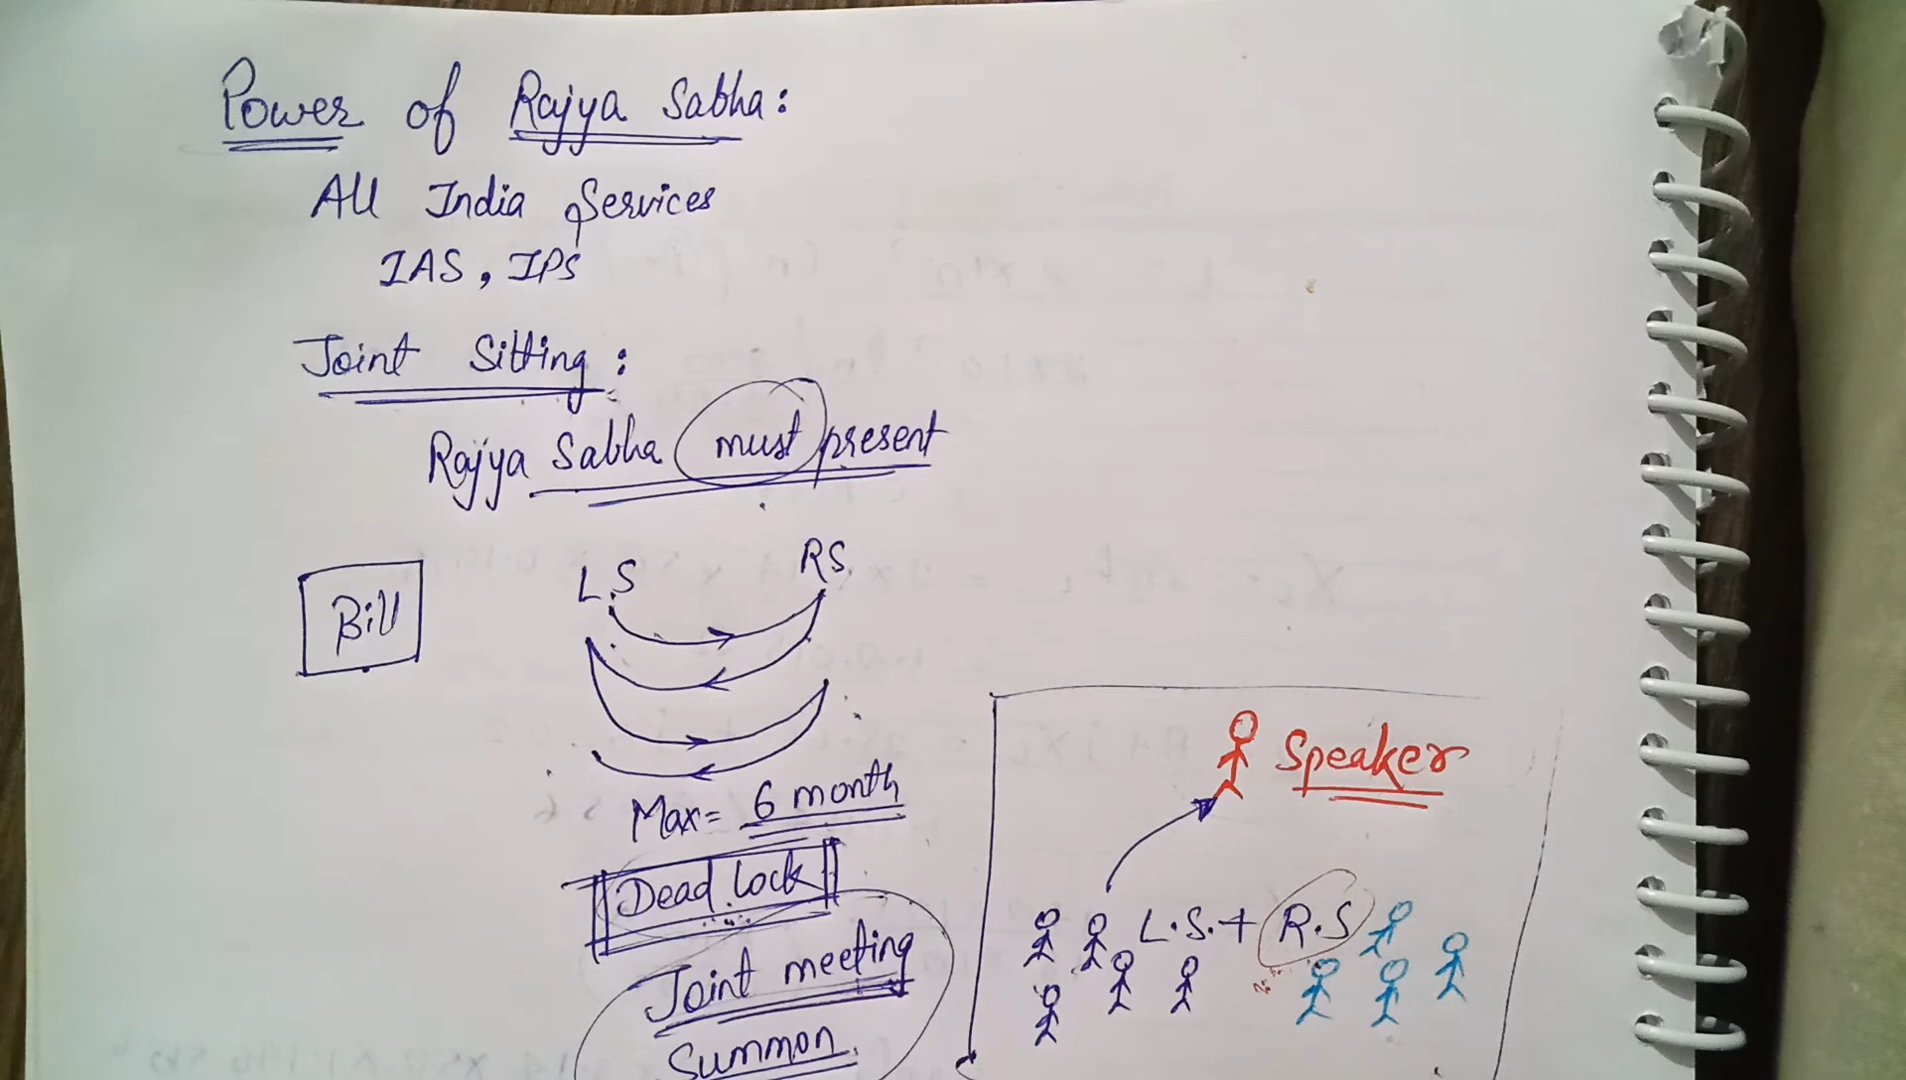 Power of Rajya Sabha:
All India Services
IAS, IPS
Joint Sitting:
Rajya Sabha must present
Bill
L.S
RS.
Max= 6 month
Dead lock
Joint meeting
Summon
Speaker
L.S.+ R.S